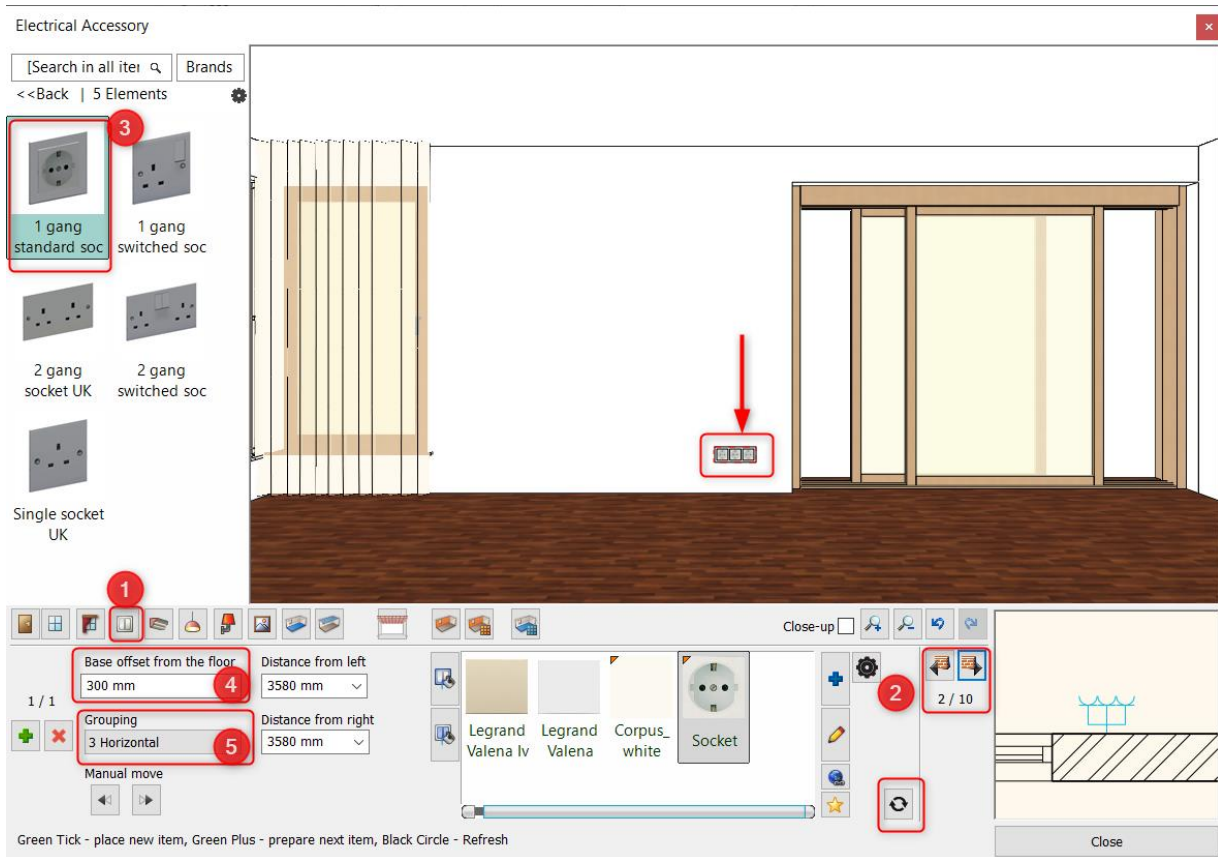 Electrical Accessory
[Search in all iter
Brands
<<Back | 5 Elements
3
1 gang
standard soc
1 gang
switched soc
2 gang
socket UK
2 gang
switched soc
Single socket
UK
1
Close-up
Base offset from the floor
300 mm
4
Distance from left
3580 mm
1 / 1
Grouping
3 Horizontal
5
Distance from right
3580 mm
Manual move
Legrand
Valena Iv
Legrand
Valena
Corpus_
white
Socket
2
2 / 10
Green Tick - place new item, Green Plus - prepare next item, Black Circle - Refresh
Close